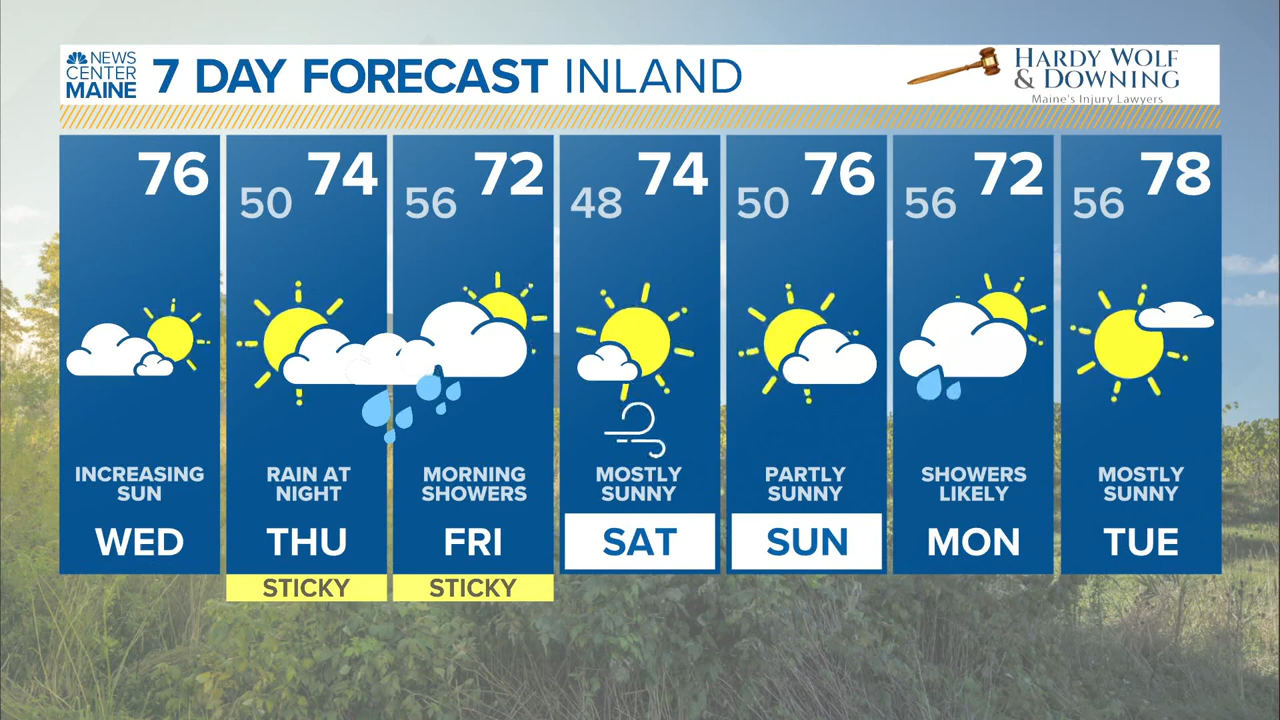 NEWS
CENTER
MAINE
7 DAY FORECAST INLAND
HARDY WOLF
& DOWNING
Maine's Injury Lawyers
76
INCREASING
SUN
WED
50 74
RAIN AT
NIGHT
THU
STICKY
56 72
MORNING
SHOWERS
FRI
STICKY
48 74
MOSTLY
SUNNY
SAT
50 76
PARTLY
SUNNY
SUN
56 72
SHOWERS
LIKELY
MON
56 78
MOSTLY
SUNNY
TUE